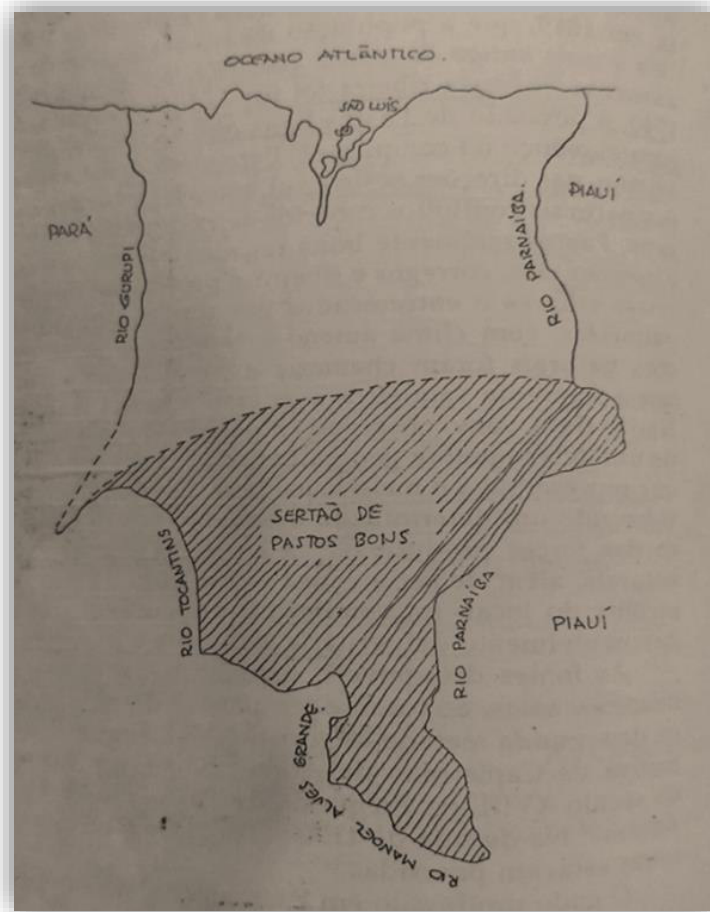 OCEANO ATLÂNTICO.
SÃO LUÍS
PARÁ
RIO GURUPI
RIO PARNAÍBA.
PIAUÍ
SERTÃO DE
PASTOS BONS.
RIO TOCANTINS
RIO PARNAÍBA
PIAUÍ
RIO MANOEL ALVES GRANDE